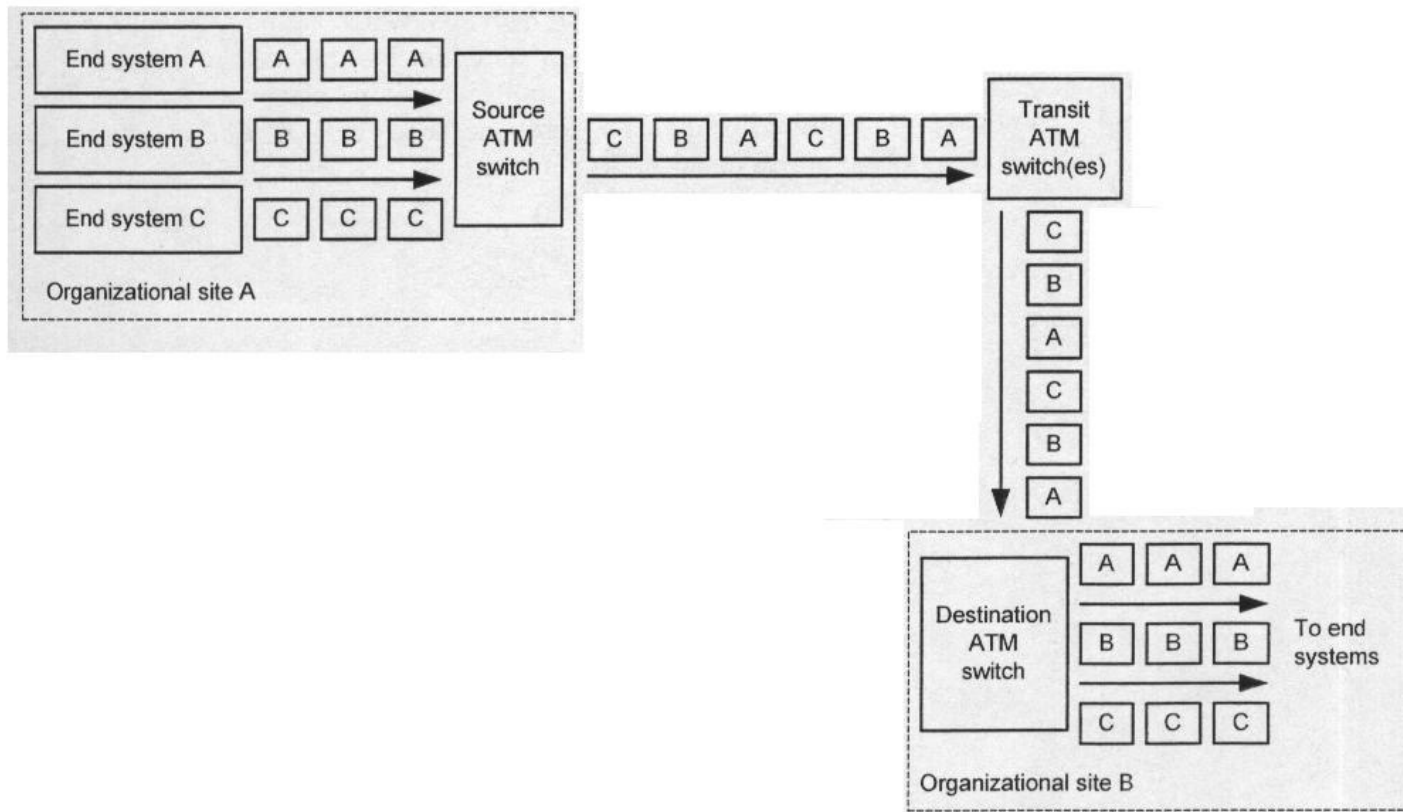 End system A
A A A
End system B
B B B
End system C
C C C
Source
ATM
switch
Organizational site A
C B A C B A
Transit
ATM
switch(es)
C
B
A
C
B
A
Destination
ATM
switch
A A A
B B B
C C C
To end
systems
Organizational site B